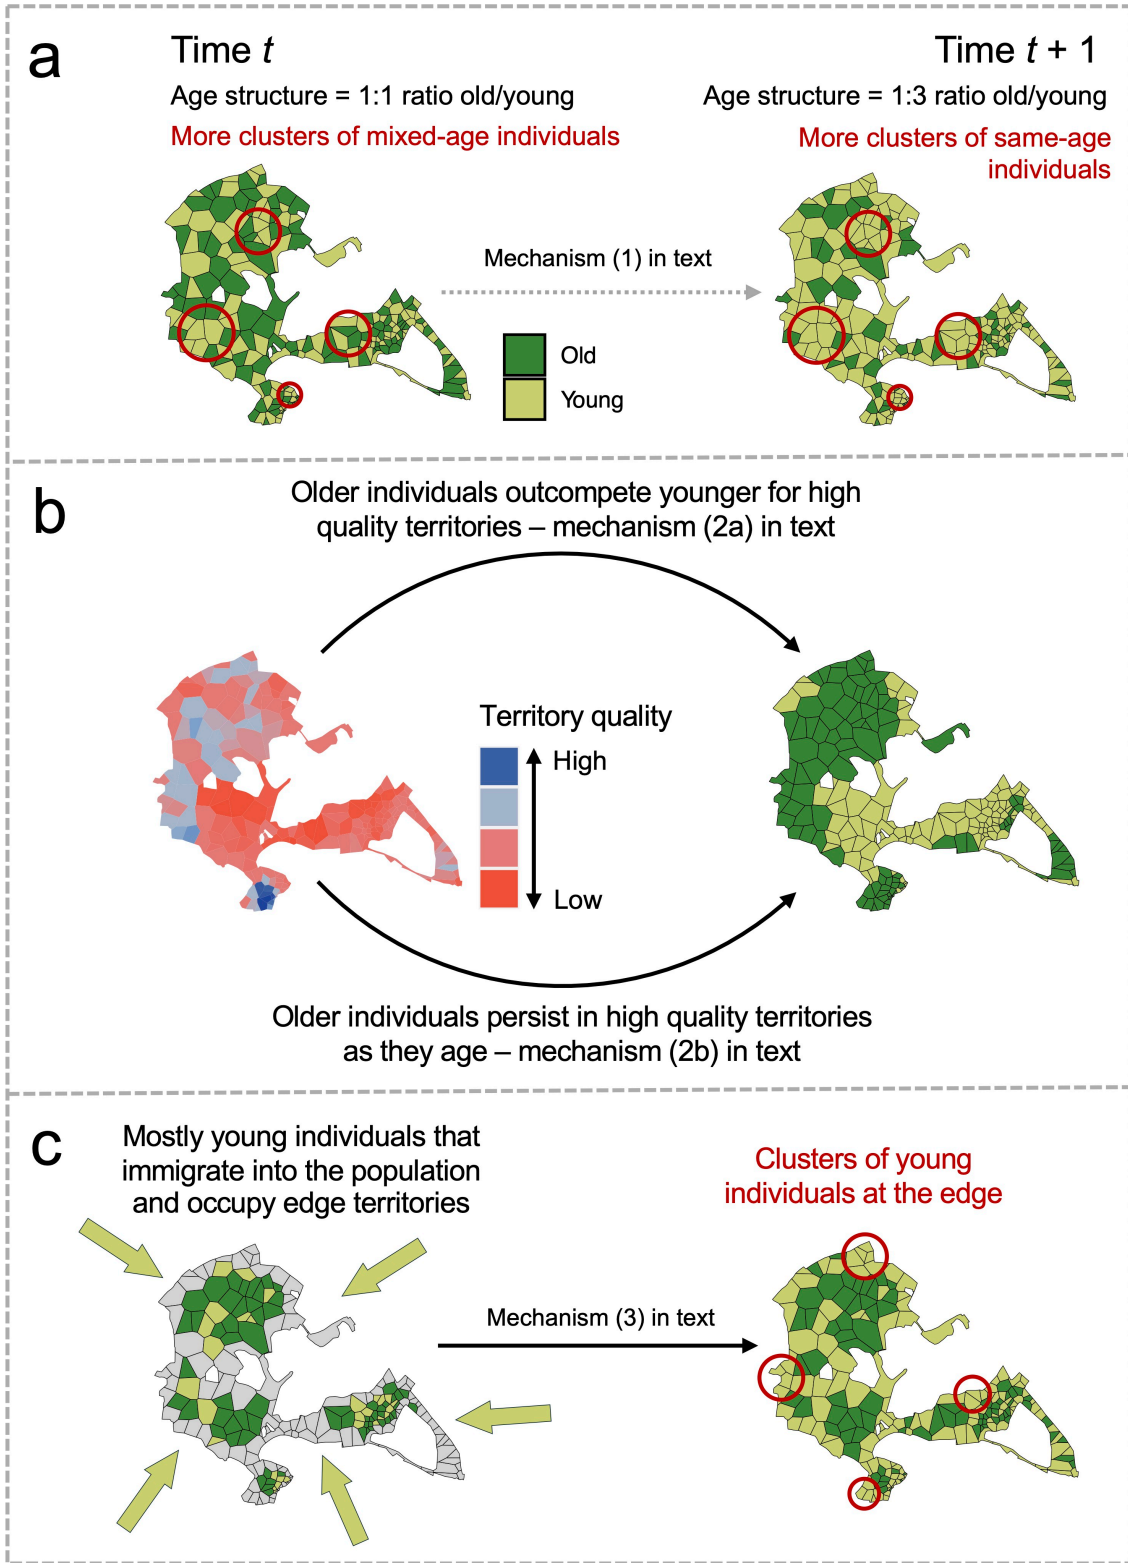 a
Time t
Age structure = 1:1 ratio old/young
More clusters of mixed-age individuals
Time t + 1
Age structure = 1:3 ratio old/young
More clusters of same-age
individuals
Mechanism (1) in text
Old
Young
b
Older individuals outcompete younger for high
quality territories – mechanism (2a) in text
Territory quality
High
Low
Older individuals persist in high quality territories
as they age – mechanism (2b) in text
c
Mostly young individuals that
immigrate into the population
and occupy edge territories
Clusters of young
individuals at the edge
Mechanism (3) in text